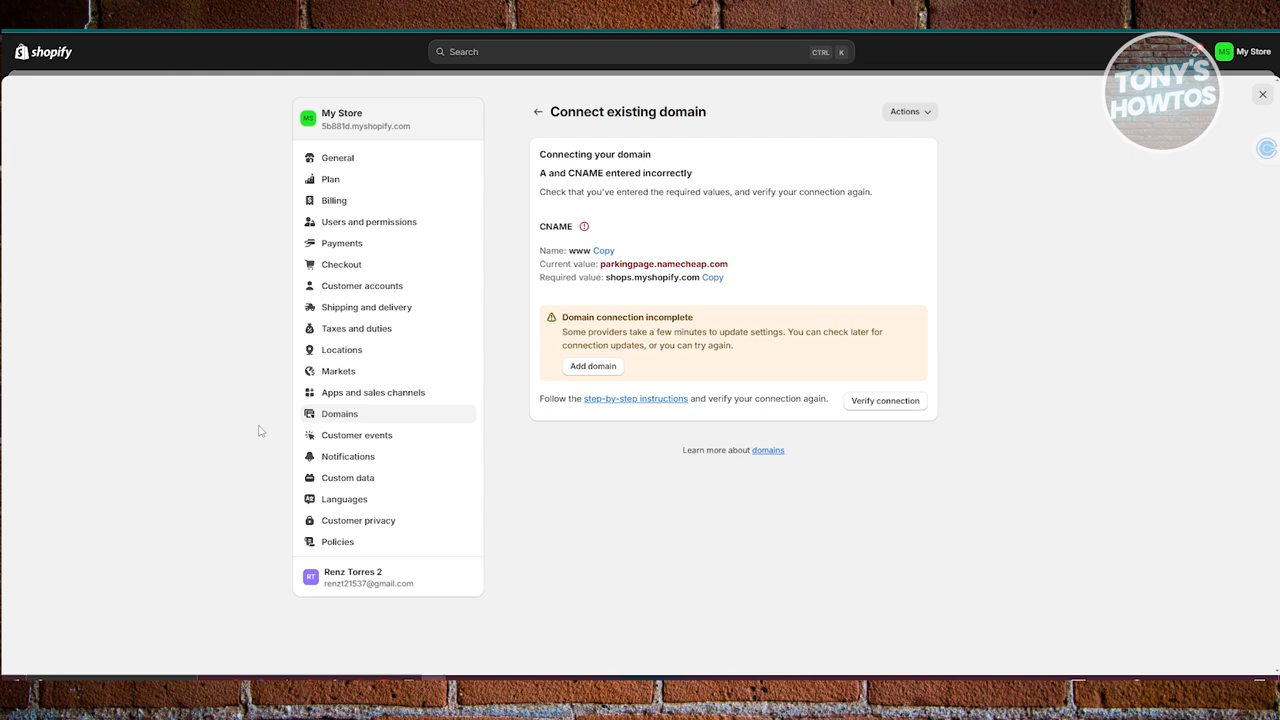 shopify
Search
CTRL K
MS My Store
TONY'S
HOWTOS
MS
My Store
5b881d.myshopify.com
General
Plan
Billing
Users and permissions
Payments
Checkout
Customer accounts
Shipping and delivery
Taxes and duties
Locations
Markets
Apps and sales channels
Domains
Customer events
Notifications
Custom data
Languages
Customer privacy
Policies
RT
Renz Torres 2
renzt21537@gmail.com
Connect existing domain
Actions
Connecting your domain
A and CNAME entered incorrectly
Check that you've entered the required values, and verify your connection again.
CNAME
Name: www Copy
Current value: parkingpage.namecheap.com
Required value: shops.myshopify.com Copy
Domain connection incomplete
Some providers take a few minutes to update settings. You can check later for
connection updates, or you can try again.
Add domain
Follow the step-by-step instructions and verify your connection again.
Verify connection
Learn more about domains